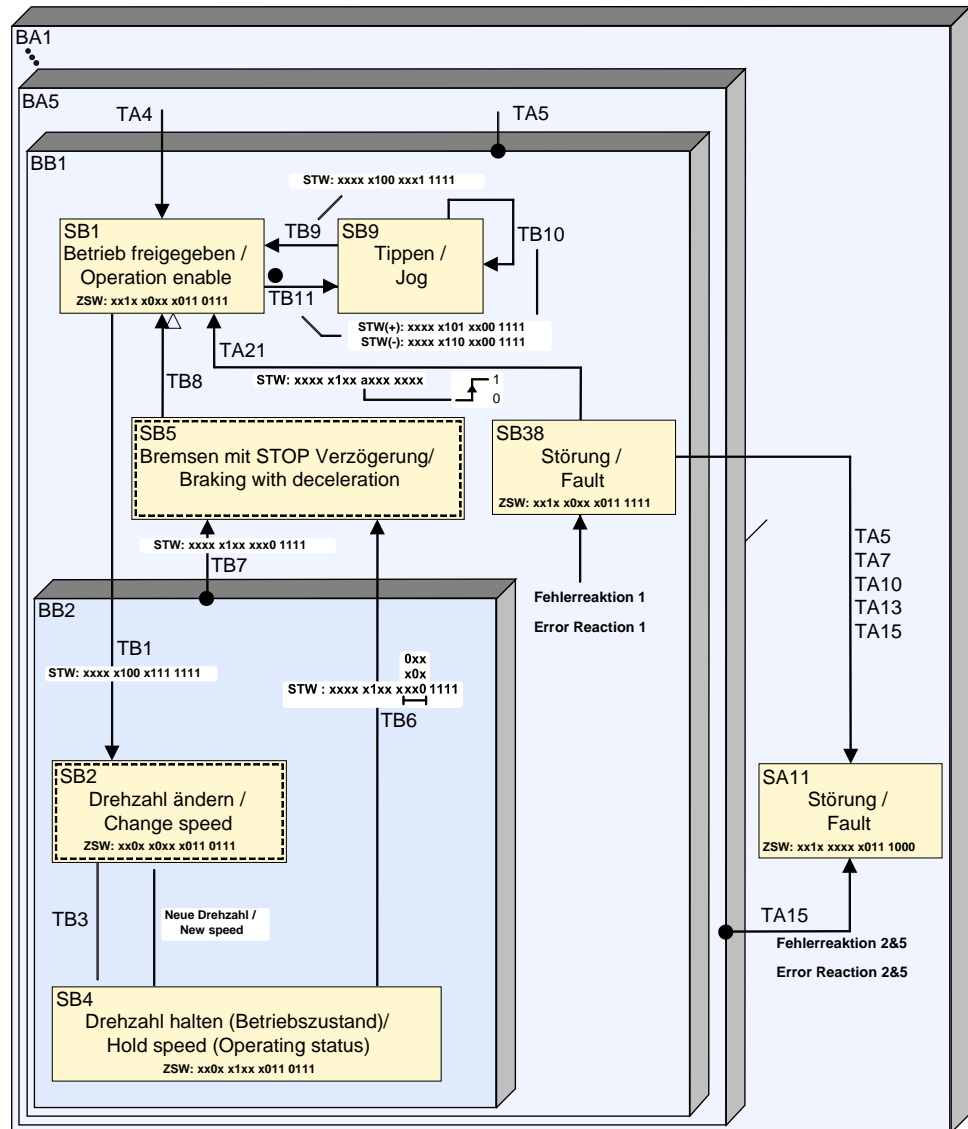 BA1
BA5
TA4
TA5
BB1
STW: xxxx x100 xxx1 1111
SB1
Betrieb freigegeben /
Operation enable
ZSW: xx1x x0xx x011 0111
TB9
SB9
Tippen /
Jog
TB10
TB11
STW(+): xxxx x101 xx00 1111
STW(-): xxxx x110 xx00 1111
TA21
TB8
STW: xxxx x1xx axxx xxxx
1
0
SB5
Bremsen mit STOP Verzögerung/
Braking with deceleration
SB38
Störung /
Fault
ZSW: xx1x x0xx x011 1111
STW: xxxx x1xx xxx0 1111
TB7
TA5
TA7
TA10
TA13
TA15
Fehlerreaktion 1
Error Reaction 1
BB2
TB1
STW: xxxx x100 x111 1111
0xx
x0x
STW : xxxx x1xx xxx0 1111
TB6
SB2
Drehzahl ändern /
Change speed
ZSW: xx0x x0xx x011 0111
SA11
Störung /
Fault
ZSW: xx1x xxxx x011 1000
TB3
Neue Drehzahl /
New speed
TA15
Fehlerreaktion 2&5
Error Reaction 2&5
SB4
Drehzahl halten (Betriebszustand)/
Hold speed (Operating status)
ZSW: xx0x x1xx x011 0111